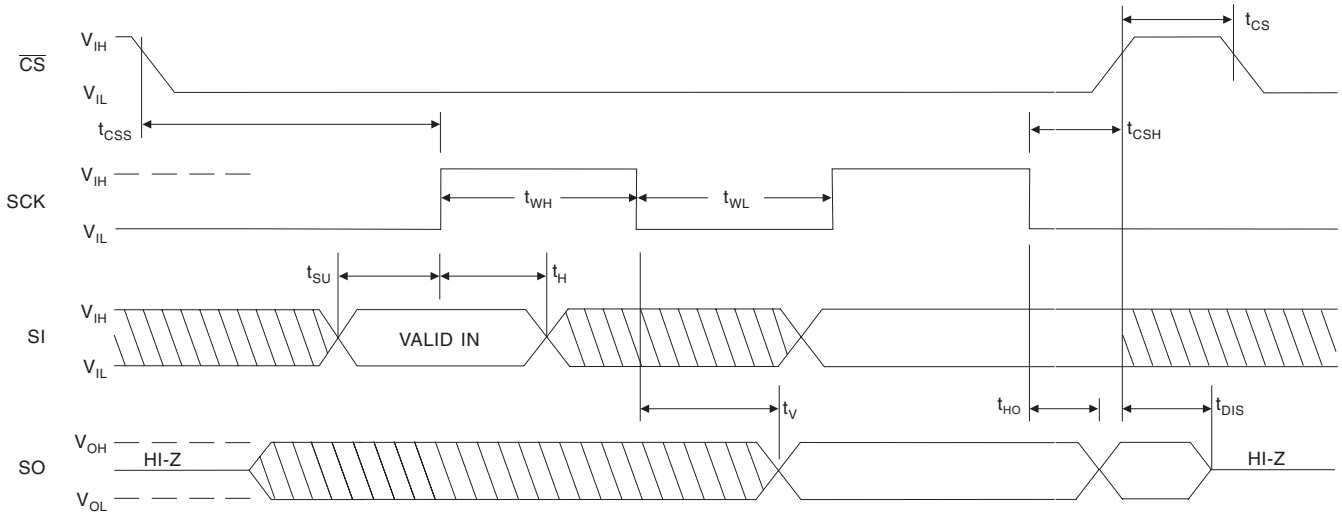 t_CS
V_IH
CS
V_IL
t_CSS
t_CSH
V_IH
SCK
t_WH
t_WL
V_IL
t_SU
t_H
V_IH
SI
VALID IN
V_IL
t_V
t_HO
t_DIS
V_OH
SO
HI-Z
HI-Z
V_OL